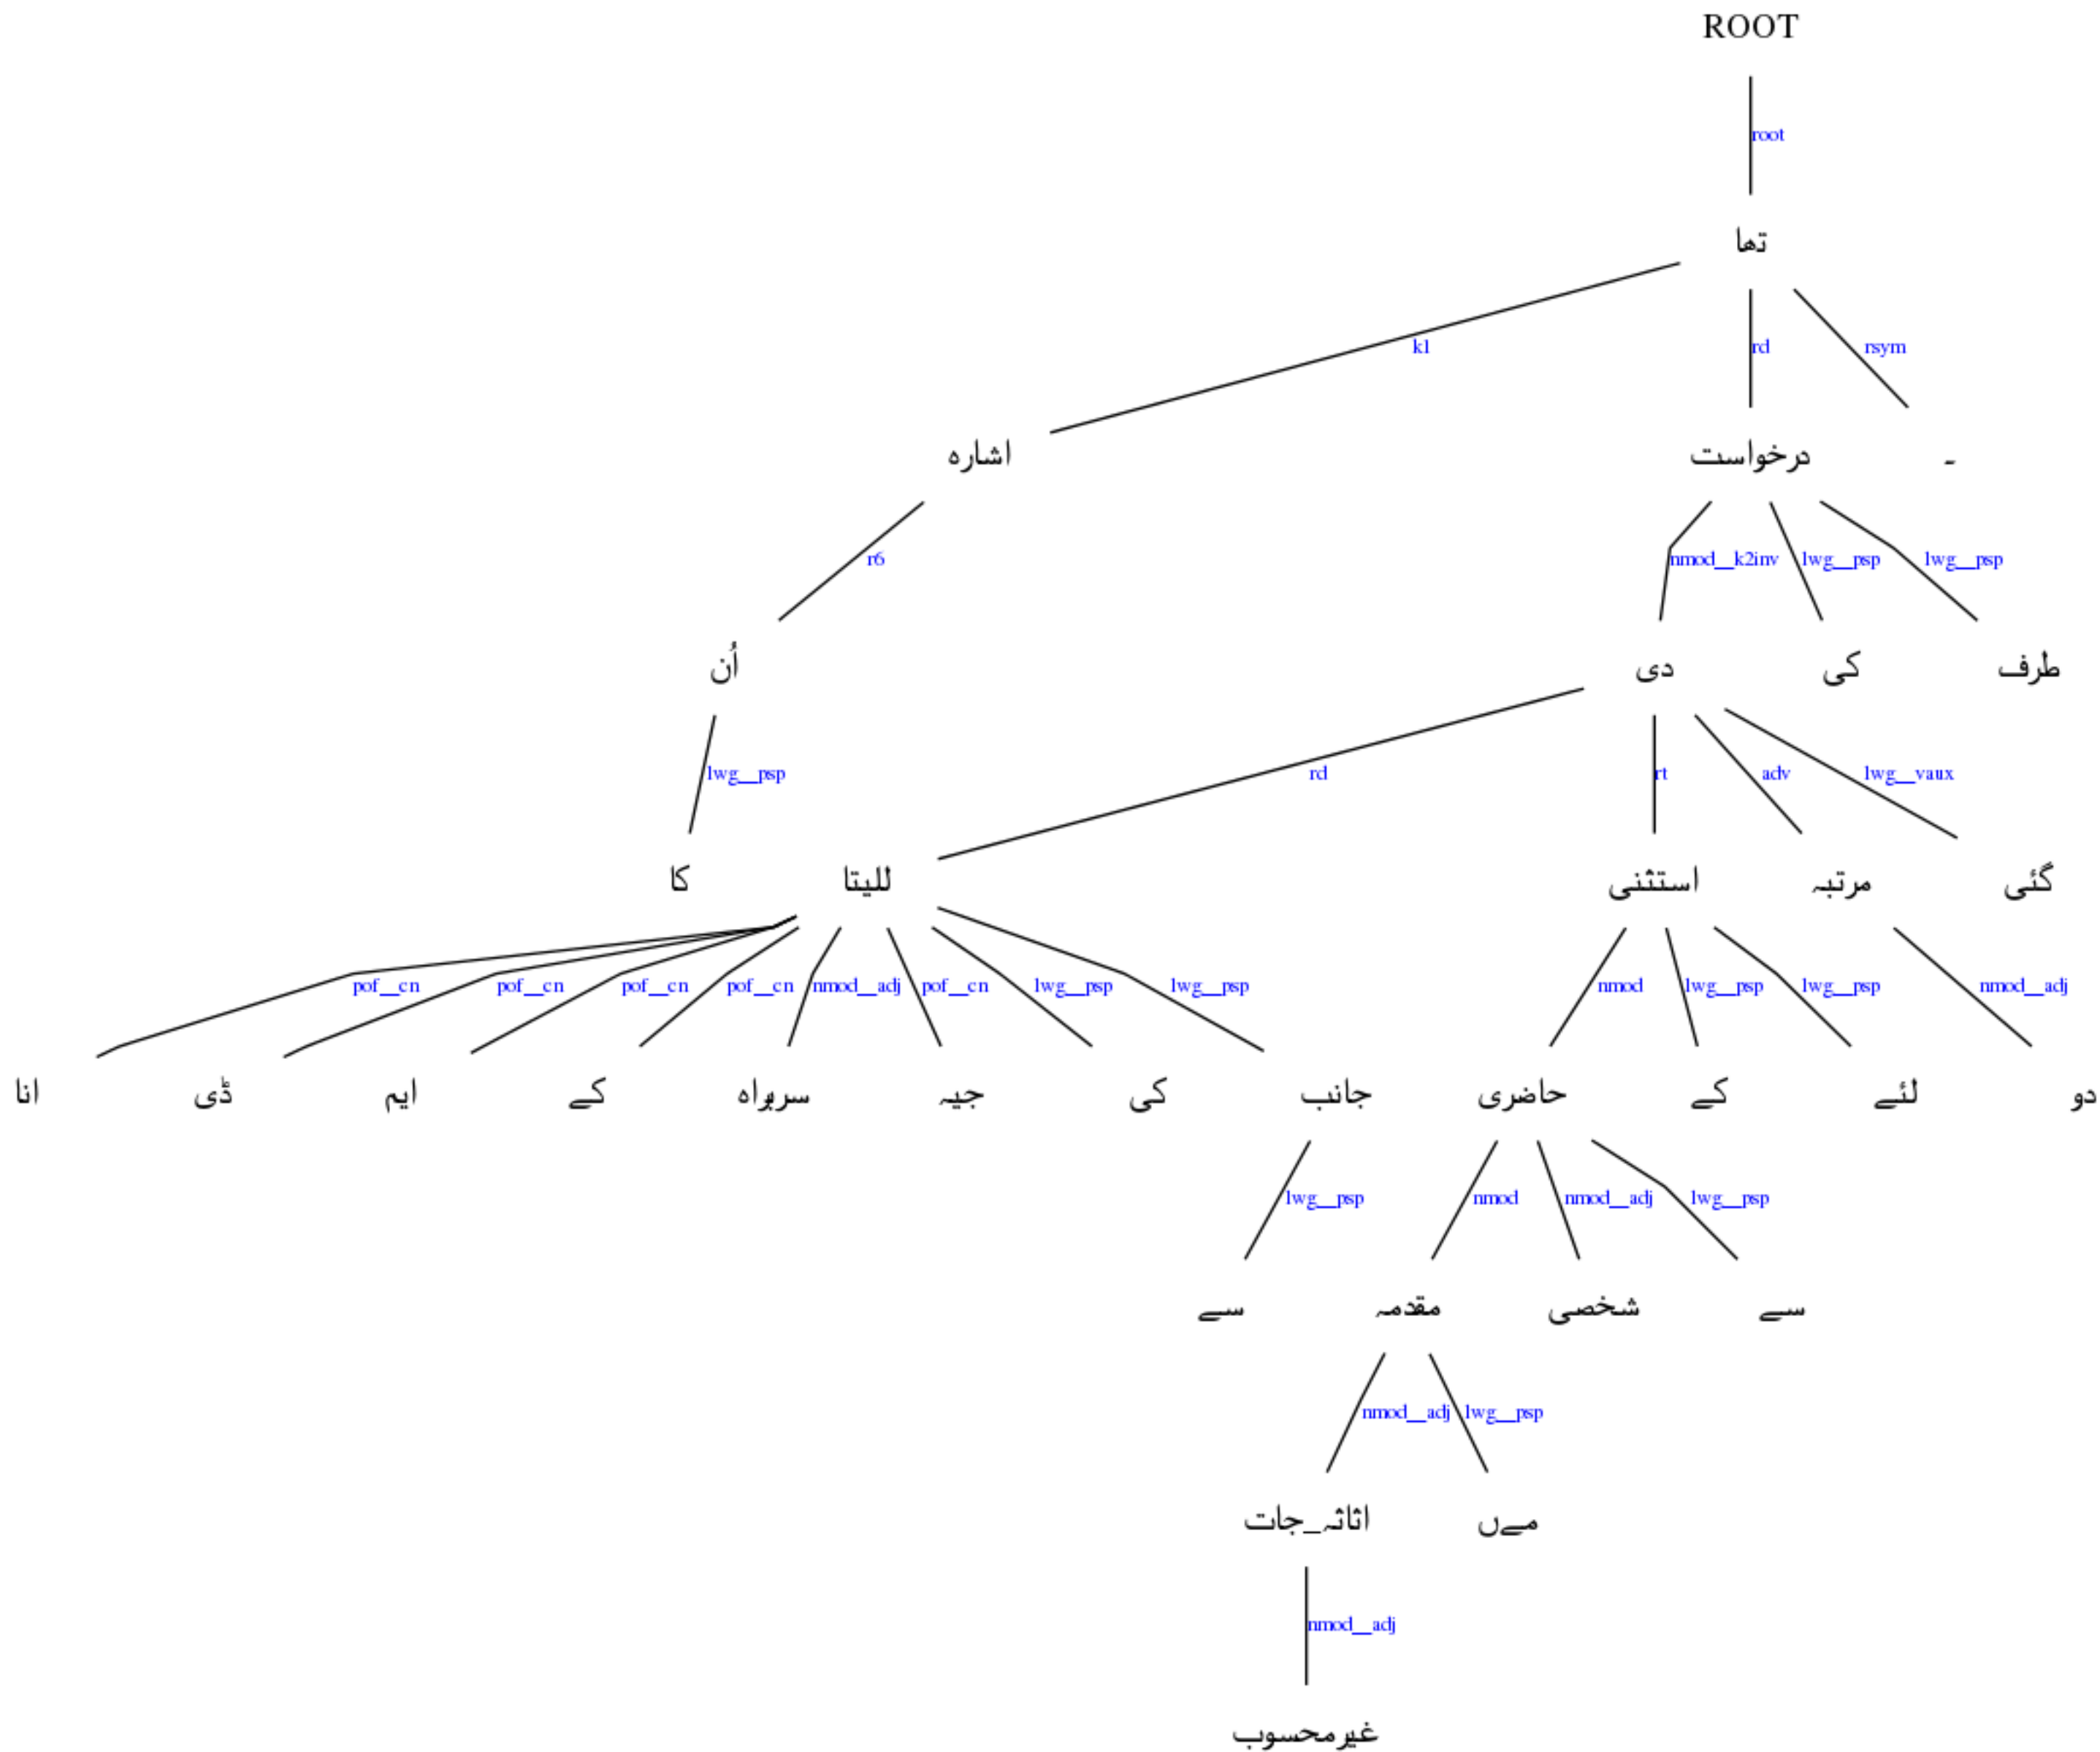 ROOT
root
تھا
k1 rd rsym
اشارہ درخواست ۔
r6 nmod__k2inv lwg__psp lwg__psp
اُن دی کی طرف
lwg__psp rd rt adv lwg__vaux
کا للیتا استثنی مرتبہ گئی
pof__cn pof__cn pof__cn pof__cn nmod__adj pof__cn lwg__psp lwg__psp nmod lwg__psp lwg__psp nmod__adj
انا ڈی ایم کے سربراہ جیہ کی جانب حاضری کے لئے دو
lwg__psp nmod nmod__adj lwg__psp
سے مقدمہ شخصی سے
nmod__adj lwg__psp
اثاثہ_جات مےں
nmod__adj
غیرمحسوب